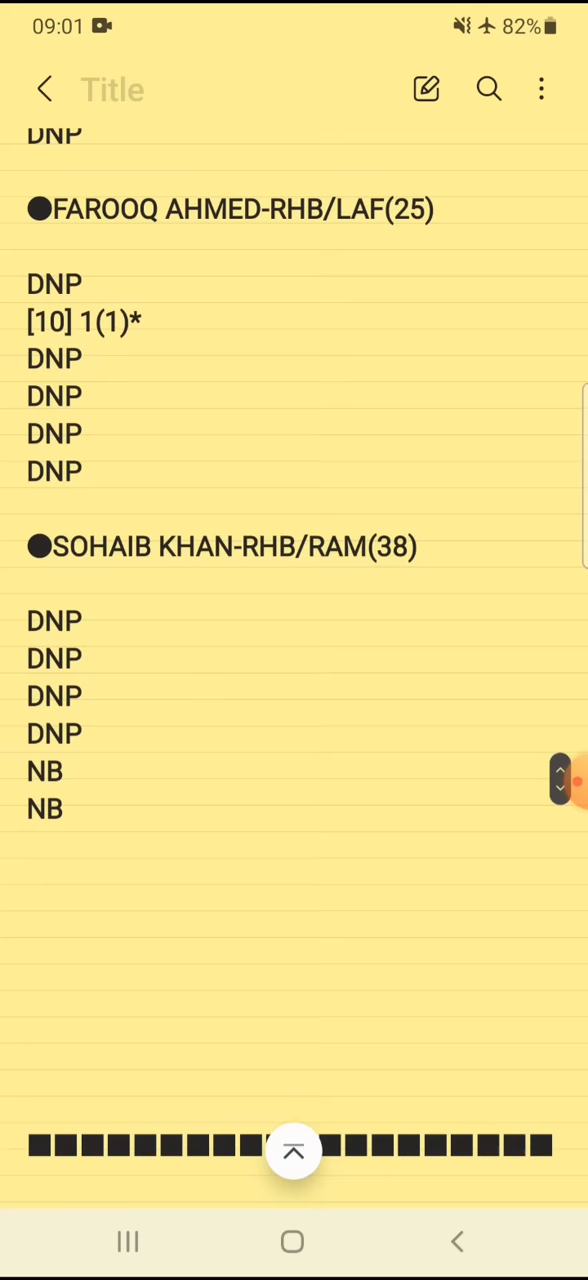 09:01 82%
Title
DNP
●FAROOQ AHMED-RHB/LAF(25)
DNP
[10] 1(1)*
DNP
DNP
DNP
DNP
●SOHAIB KHAN-RHB/RAM(38)
DNP
DNP
DNP
DNP
NB
NB